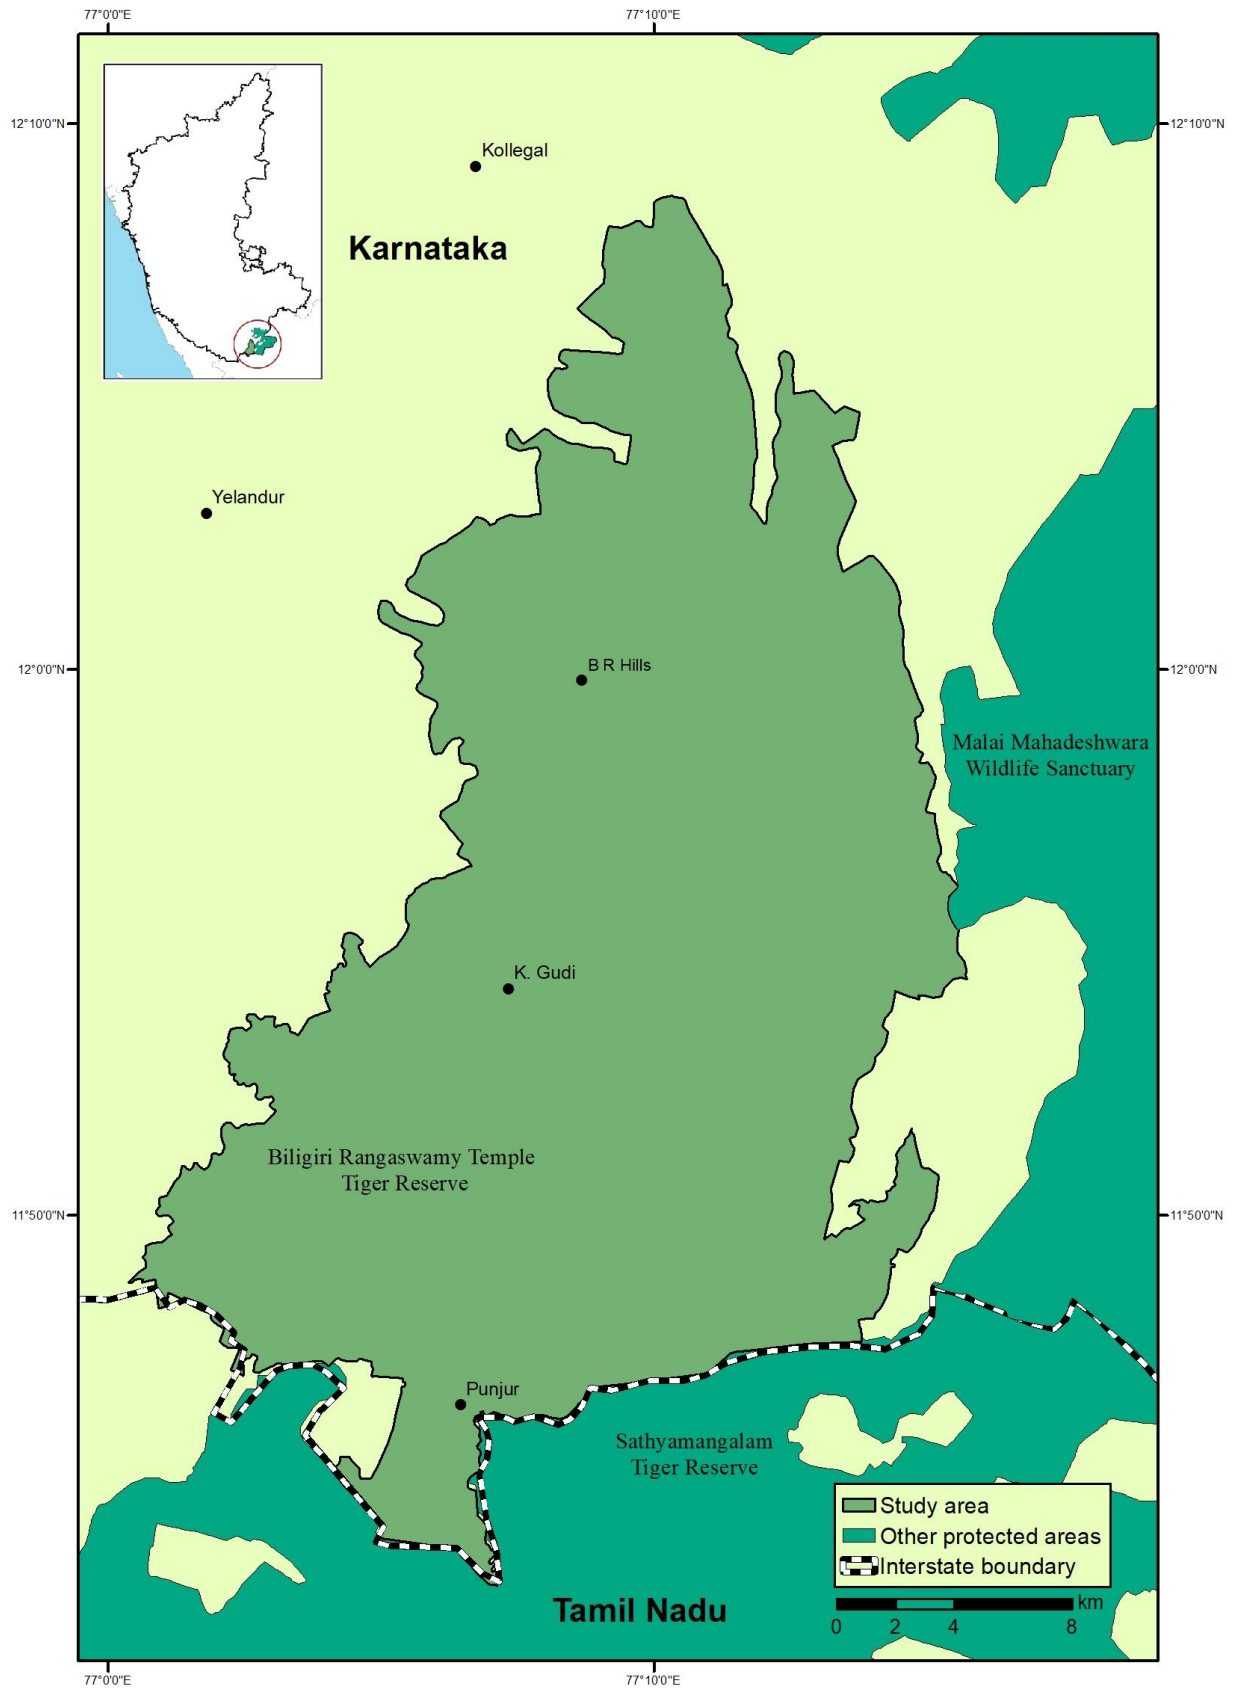 77°0'0"E
77°10'0"E
12°10'0"N
12°10'0"N
Kollegal
Karnataka
Yelandur
B R Hills
12°0'0"N
12°0'0"N
Malai Mahadeshwara
Wildlife Sanctuary
K. Gudi
Biligiri Rangaswamy Temple
Tiger Reserve
11°50'0"N
11°50'0"N
Punjur
Sathyamangalam
Tiger Reserve
Study area
Other protected areas
Interstate boundary
Tamil Nadu
km
0 2 4 8
77°0'0"E
77°10'0"E